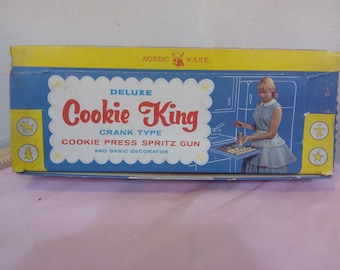 NORDIC WARE
DELUXE
Cookie King
CRANK TYPE
COOKIE PRESS SPRITZ GUN
AND BASIC DECORATOR